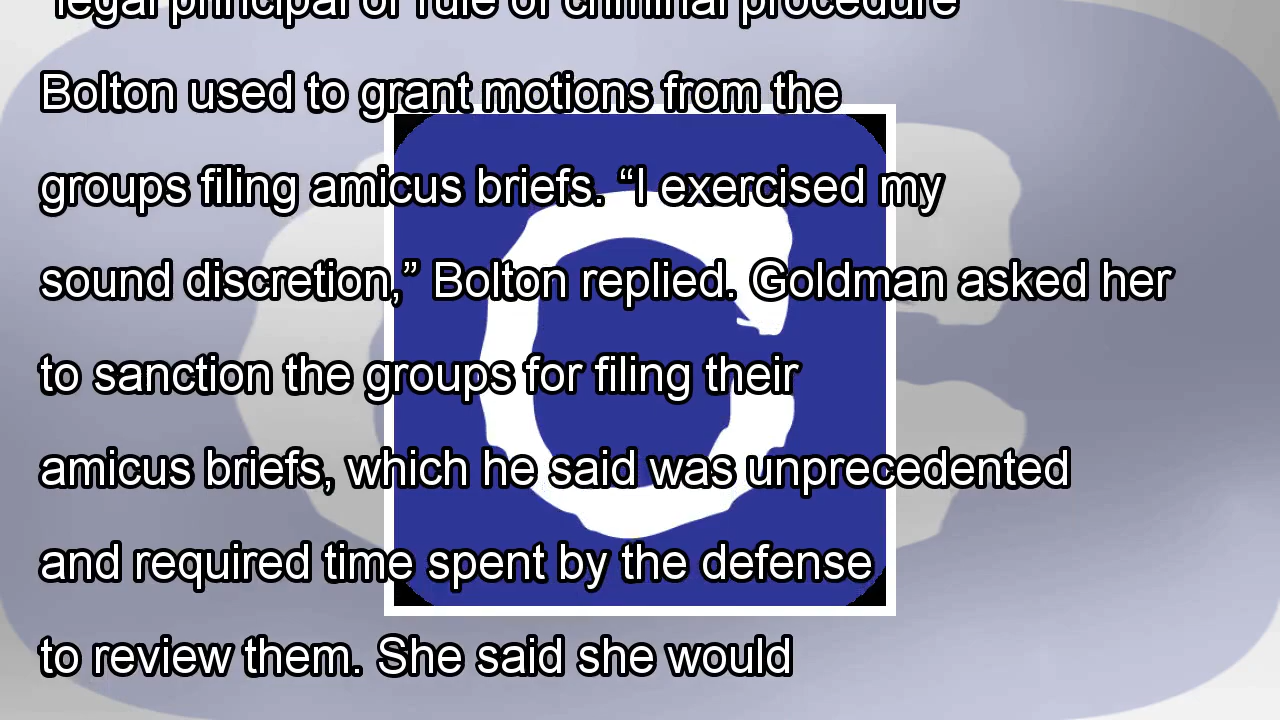 legal principal or rule of criminal procedure
Bolton used to grant motions from the
groups filing amicus briefs. “I exercised my
sound discretion,” Bolton replied. Goldman asked her
to sanction the groups for filing their
amicus briefs, which he said was unprecedented
and required time spent by the defense
to review them. She said she would